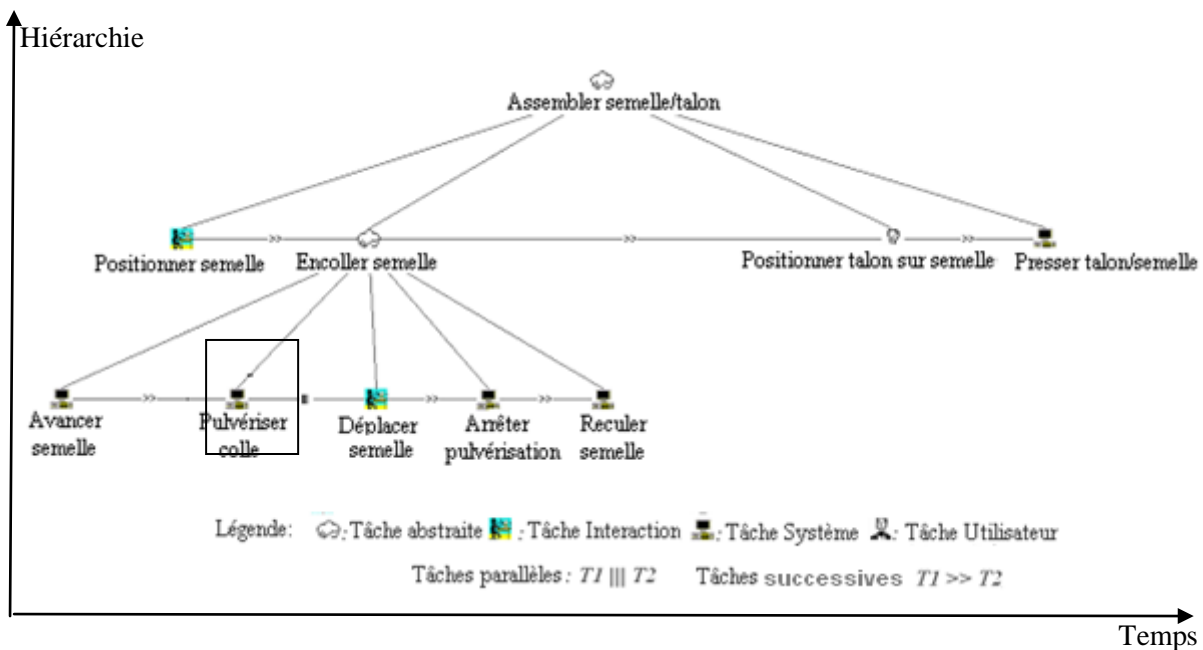 Hiérarchie
Assembler semelle/talon
>> >> >>
Positionner semelle Encoller semelle Positionner talon sur semelle Presser talon/semelle
>> ||| >> >>
Avancer semelle
Pulvériser colle
Déplacer semelle
Arrêter pulvérisation
Reculer semelle
Légende: : Tâche abstraite : Tâche Interaction : Tâche Système : Tâche Utilisateur
Tâches parallèles : T1 ||| T2 Tâches successives T1 >> T2
Temps